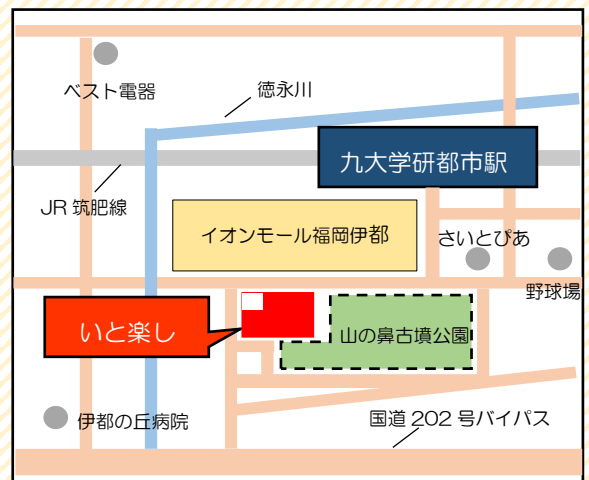 ベスト電器
徳永川
九大学研都市駅
JR 筑肥線
イオンモール福岡伊都
さいとぴあ
野球場
いと楽し
山の鼻古墳公園
伊都の丘病院
国道 202 号バイパス